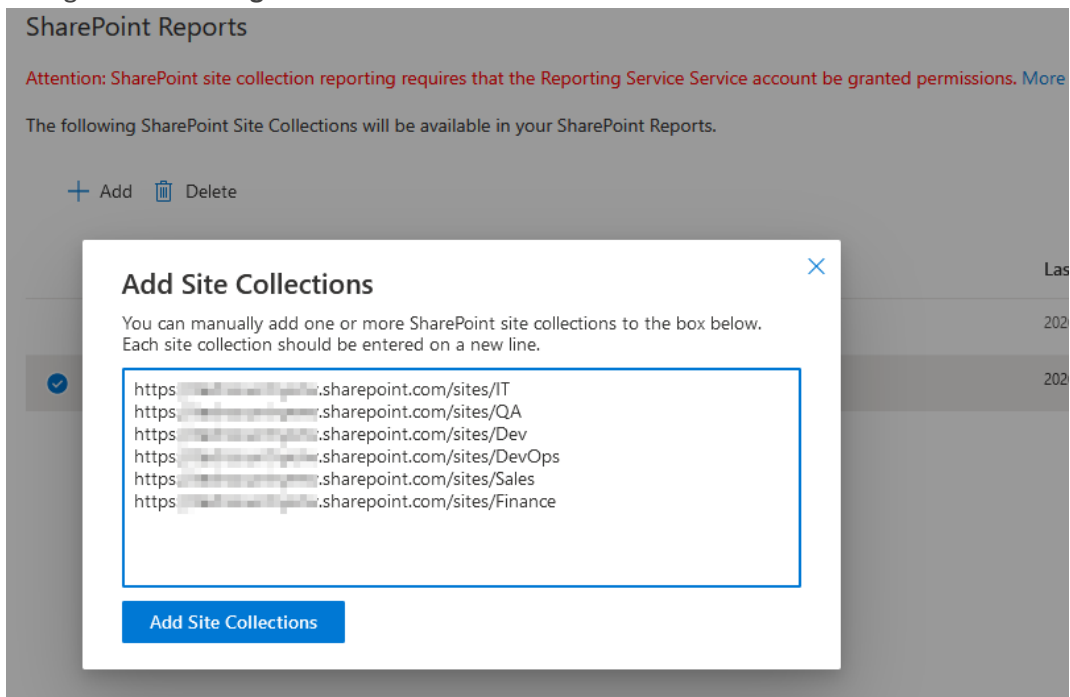 SharePoint Reports
Attention: SharePoint site collection reporting requires that the Reporting Service Service account be granted permissions. More
The following SharePoint Site Collections will be available in your SharePoint Reports.
Add Delete
Las
Add Site Collections
You can manually add one or more SharePoint site collections to the box below.
Each site collection should be entered on a new line.
202
202
https .sharepoint.com/sites/IT
https .sharepoint.com/sites/QA
https .sharepoint.com/sites/Dev
https .sharepoint.com/sites/DevOps
https .sharepoint.com/sites/Sales
https .sharepoint.com/sites/Finance
Add Site Collections